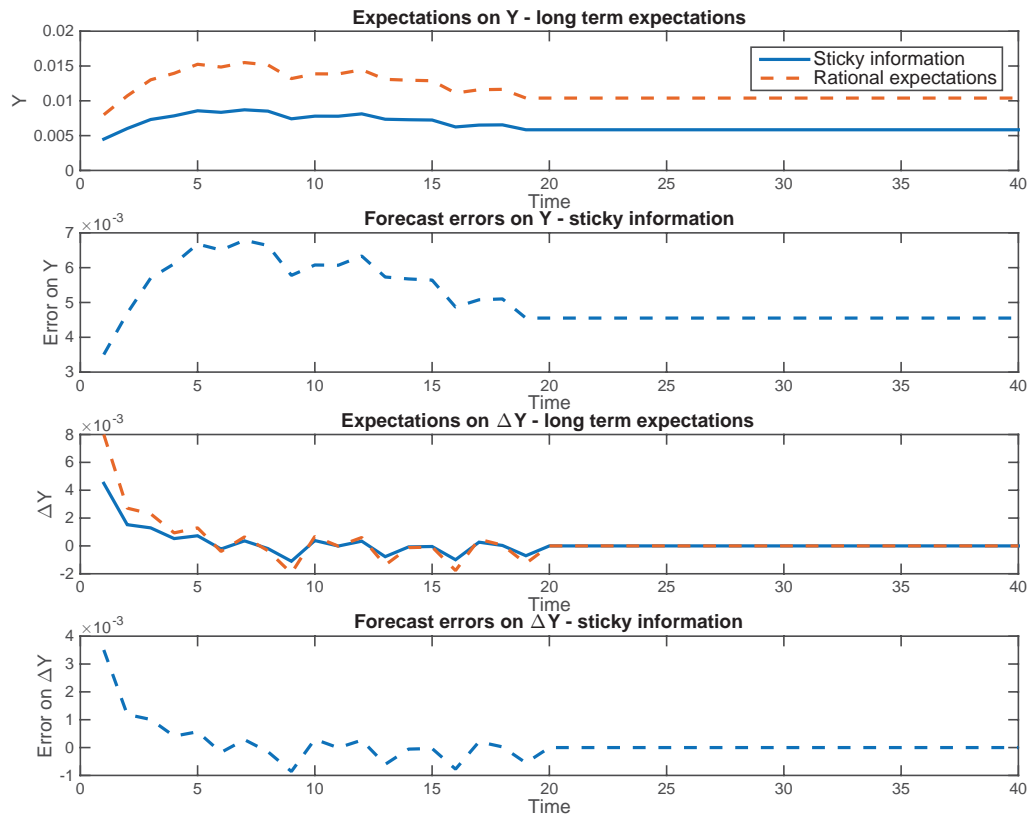 Expectations on Y - long term expectations
0.02
0.015
0.01
0.005
0
Y
Sticky information
Rational expectations
0 5 10 15 20 25 30 35 40
Time
Forecast errors on Y - sticky information
×10⁻³
7
6
5
4
3
Error on Y
0 5 10 15 20 25 30 35 40
Time
Expectations on ΔY - long term expectations
×10⁻³
8
6
4
2
0
-2
ΔY
0 5 10 15 20 25 30 35 40
Time
Forecast errors on ΔY - sticky information
×10⁻³
4
3
2
1
0
-1
Error on ΔY
0 5 10 15 20 25 30 35 40
Time